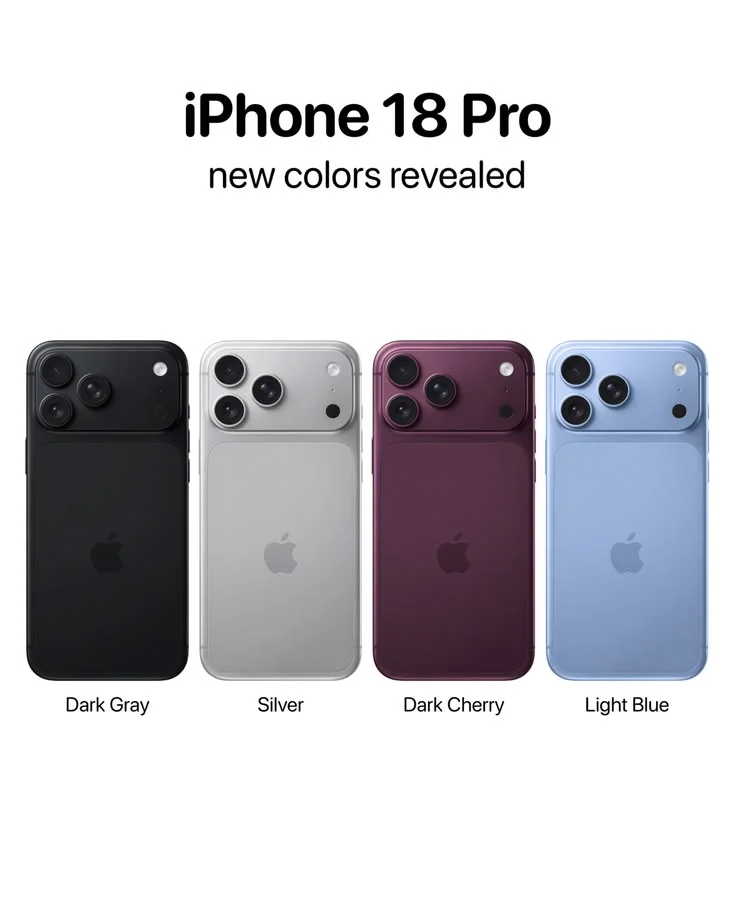 iPhone 18 Pro
new colors revealed
Dark Gray
Silver
Dark Cherry
Light Blue